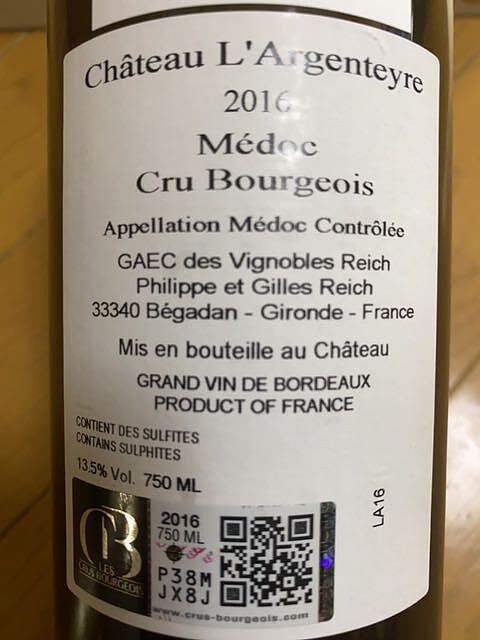 Château L'Argenteyre
2016
Médoc
Cru Bourgeois
Appellation Médoc Contrôlée
GAEC des Vignobles Reich
Philippe et Gilles Reich
33340 Bégadan - Gironde - France
Mis en bouteille au Château
GRAND VIN DE BORDEAUX
PRODUCT OF FRANCE
CONTIENT DES SULFITES
CONTAINS SULPHITES
13.5% Vol. 750 ML
LA16
CB
LES
CRUS BOURGEOIS
2016
750 ML
P38M
JX8J
www.crus-bourgeois.com